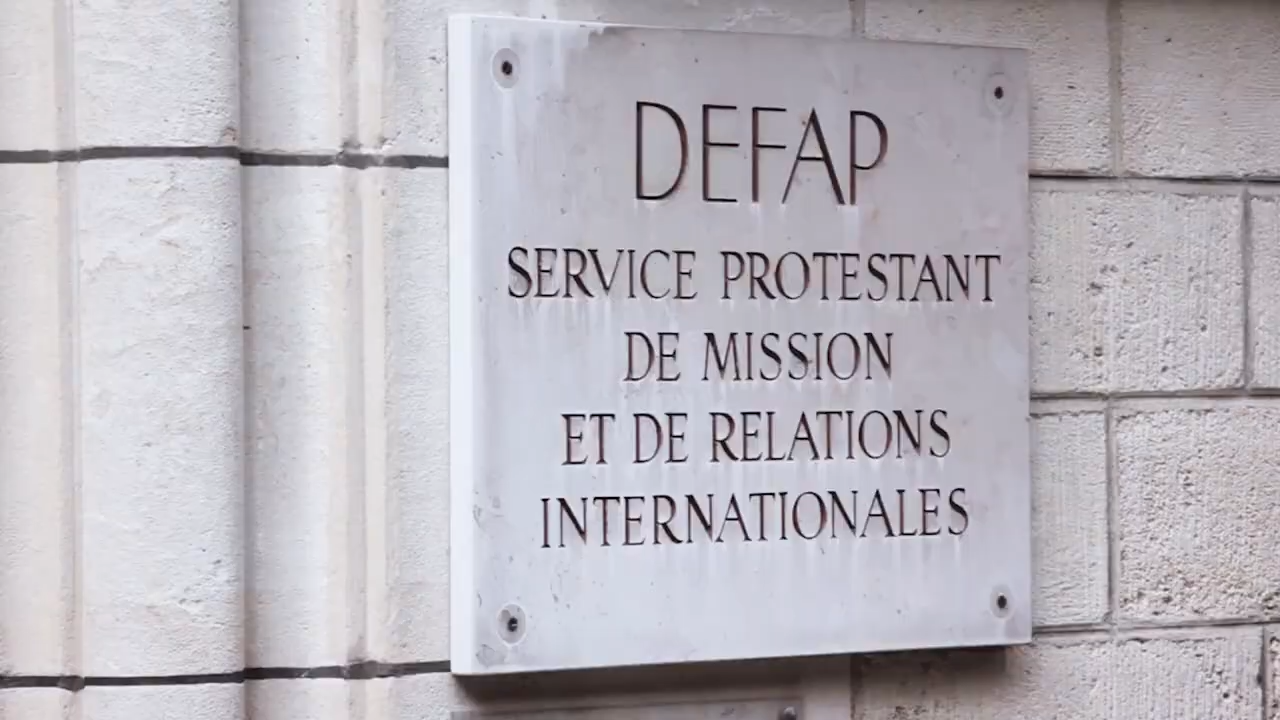 DEFAP
SERVICE PROTESTANT
DE MISSION
ET DE RELATIONS
INTERNATIONALES